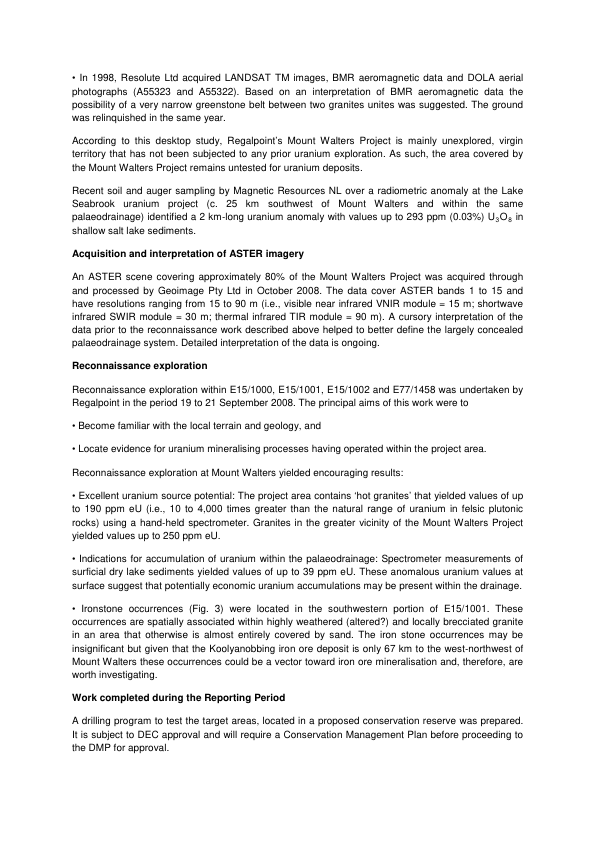 • In 1998, Resolute Ltd acquired LANDSAT TM images, BMR aeromagnetic data and DOLA aerial
photographs (A55323 and A55322). Based on an interpretation of BMR aeromagnetic data the
possibility of a very narrow greenstone belt between two granites unites was suggested. The ground
was relinquished in the same year.
According to this desktop study, Regalpoint's Mount Walters Project is mainly unexplored, virgin
territory that has not been subjected to any prior uranium exploration. As such, the area covered by
the Mount Walters Project remains untested for uranium deposits.
Recent soil and auger sampling by Magnetic Resources NL over a radiometric anomaly at the Lake
Seabrook uranium project (c. 25 km southwest of Mount Walters and within the same
palaeodrainage) identified a 2 km-long uranium anomaly with values up to 293 ppm (0.03%) U₃O₈ in
shallow salt lake sediments.
Acquisition and interpretation of ASTER imagery
An ASTER scene covering approximately 80% of the Mount Walters Project was acquired through
and processed by Geoimage Pty Ltd in October 2008. The data cover ASTER bands 1 to 15 and
have resolutions ranging from 15 to 90 m (i.e., visible near infrared VNIR module = 15 m; shortwave
infrared SWIR module = 30 m; thermal infrared TIR module = 90 m). A cursory interpretation of the
data prior to the reconnaissance work described above helped to better define the largely concealed
palaeodrainage system. Detailed interpretation of the data is ongoing.
Reconnaissance exploration
Reconnaissance exploration within E15/1000, E15/1001, E15/1002 and E77/1458 was undertaken by
Regalpoint in the period 19 to 21 September 2008. The principal aims of this work were to
• Become familiar with the local terrain and geology, and
• Locate evidence for uranium mineralising processes having operated within the project area.
Reconnaissance exploration at Mount Walters yielded encouraging results:
• Excellent uranium source potential: The project area contains 'hot granites' that yielded values of up
to 190 ppm eU (i.e., 10 to 4,000 times greater than the natural range of uranium in felsic plutonic
rocks) using a hand-held spectrometer. Granites in the greater vicinity of the Mount Walters Project
yielded values up to 250 ppm eU.
• Indications for accumulation of uranium within the palaeodrainage: Spectrometer measurements of
surficial dry lake sediments yielded values of up to 39 ppm eU. These anomalous uranium values at
surface suggest that potentially economic uranium accumulations may be present within the drainage.
• Ironstone occurrences (Fig. 3) were located in the southwestern portion of E15/1001. These
occurrences are spatially associated within highly weathered (altered?) and locally brecciated granite
in an area that otherwise is almost entirely covered by sand. The iron stone occurrences may be
insignificant but given that the Koolyanobbing iron ore deposit is only 67 km to the west-northwest of
Mount Walters these occurrences could be a vector toward iron ore mineralisation and, therefore, are
worth investigating.
Work completed during the Reporting Period
A drilling program to test the target areas, located in a proposed conservation reserve was prepared.
It is subject to DEC approval and will require a Conservation Management Plan before proceeding to
the DMP for approval.